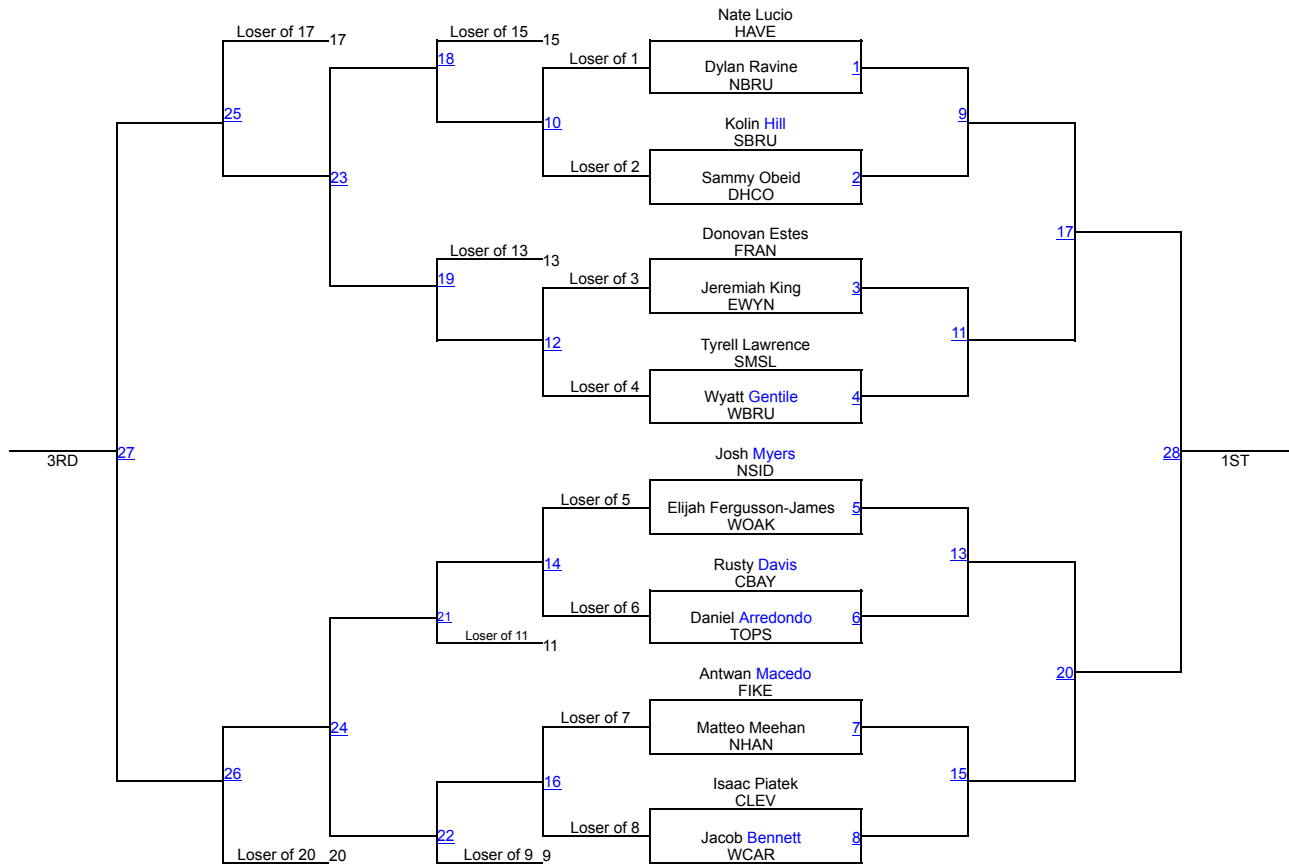 Nate Lucio
HAVE
Loser of 17 17
Loser of 15 15
18
Loser of 1
Dylan Ravine 1
NBRU
25
10
Kolin Hill
SBRU
9
23
Loser of 2
Sammy Obeid 2
DHCO
Donovan Estes
FRAN
17
Loser of 13 13
19
Loser of 3
Jeremiah King 3
EWYN
12
Tyrell Lawrence
SMSL
11
Loser of 4
Wyatt Gentile 4
WBRU
3RD
27
Josh Myers
NSID
28
1ST
Loser of 5
Elijah Fergusson-James 5
WOAK
14
Rusty Davis
CBAY
13
21
Loser of 6
Daniel Arredondo 6
TOPS
Loser of 11 11
Antwan Macedo
FIKE
20
24
Loser of 7
Matteo Meehan 7
NHAN
26
16
Isaac Piatek
CLEV
15
22
Loser of 8
Jacob Bennett 8
WCAR
Loser of 20 20
Loser of 9 9